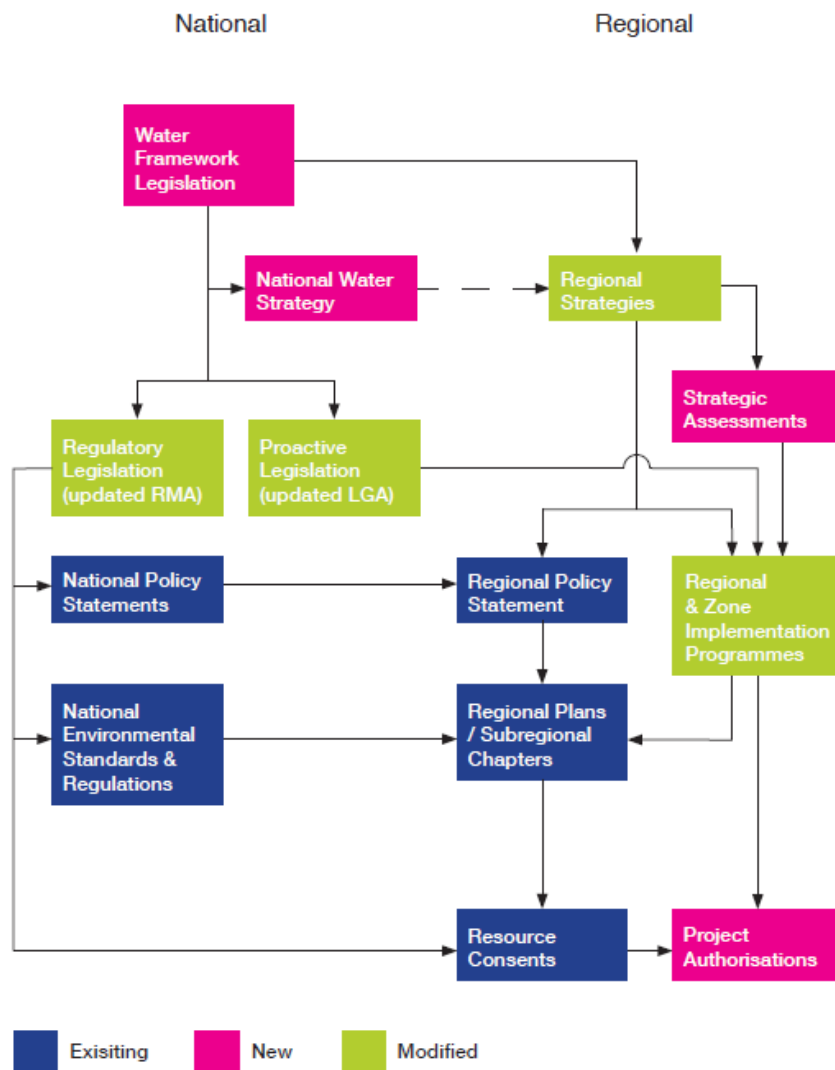 National
Regional
Water
Framework
Legislation
National Water
Strategy
Regional
Strategies
Strategic
Assessments
Regulatory
Legislation
(updated RMA)
Proactive
Legislation
(updated LGA)
National Policy
Statements
Regional Policy
Statement
Regional
& Zone
Implementation
Programmes
National
Environmental
Standards &
Regulations
Regional Plans
/ Subregional
Chapters
Resource
Consents
Project
Authorisations
Exisiting
New
Modified